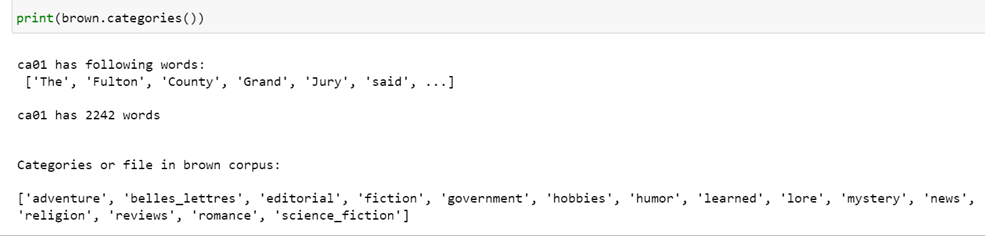 print(brown.categories())
ca01 has following words:
['The', 'Fulton', 'County', 'Grand', 'Jury', 'said', ...]
ca01 has 2242 words
Categories or file in brown corpus:
['adventure', 'belles_lettres', 'editorial', 'fiction', 'government', 'hobbies', 'humor', 'learned', 'lore', 'mystery', 'news',
'religion', 'reviews', 'romance', 'science_fiction']